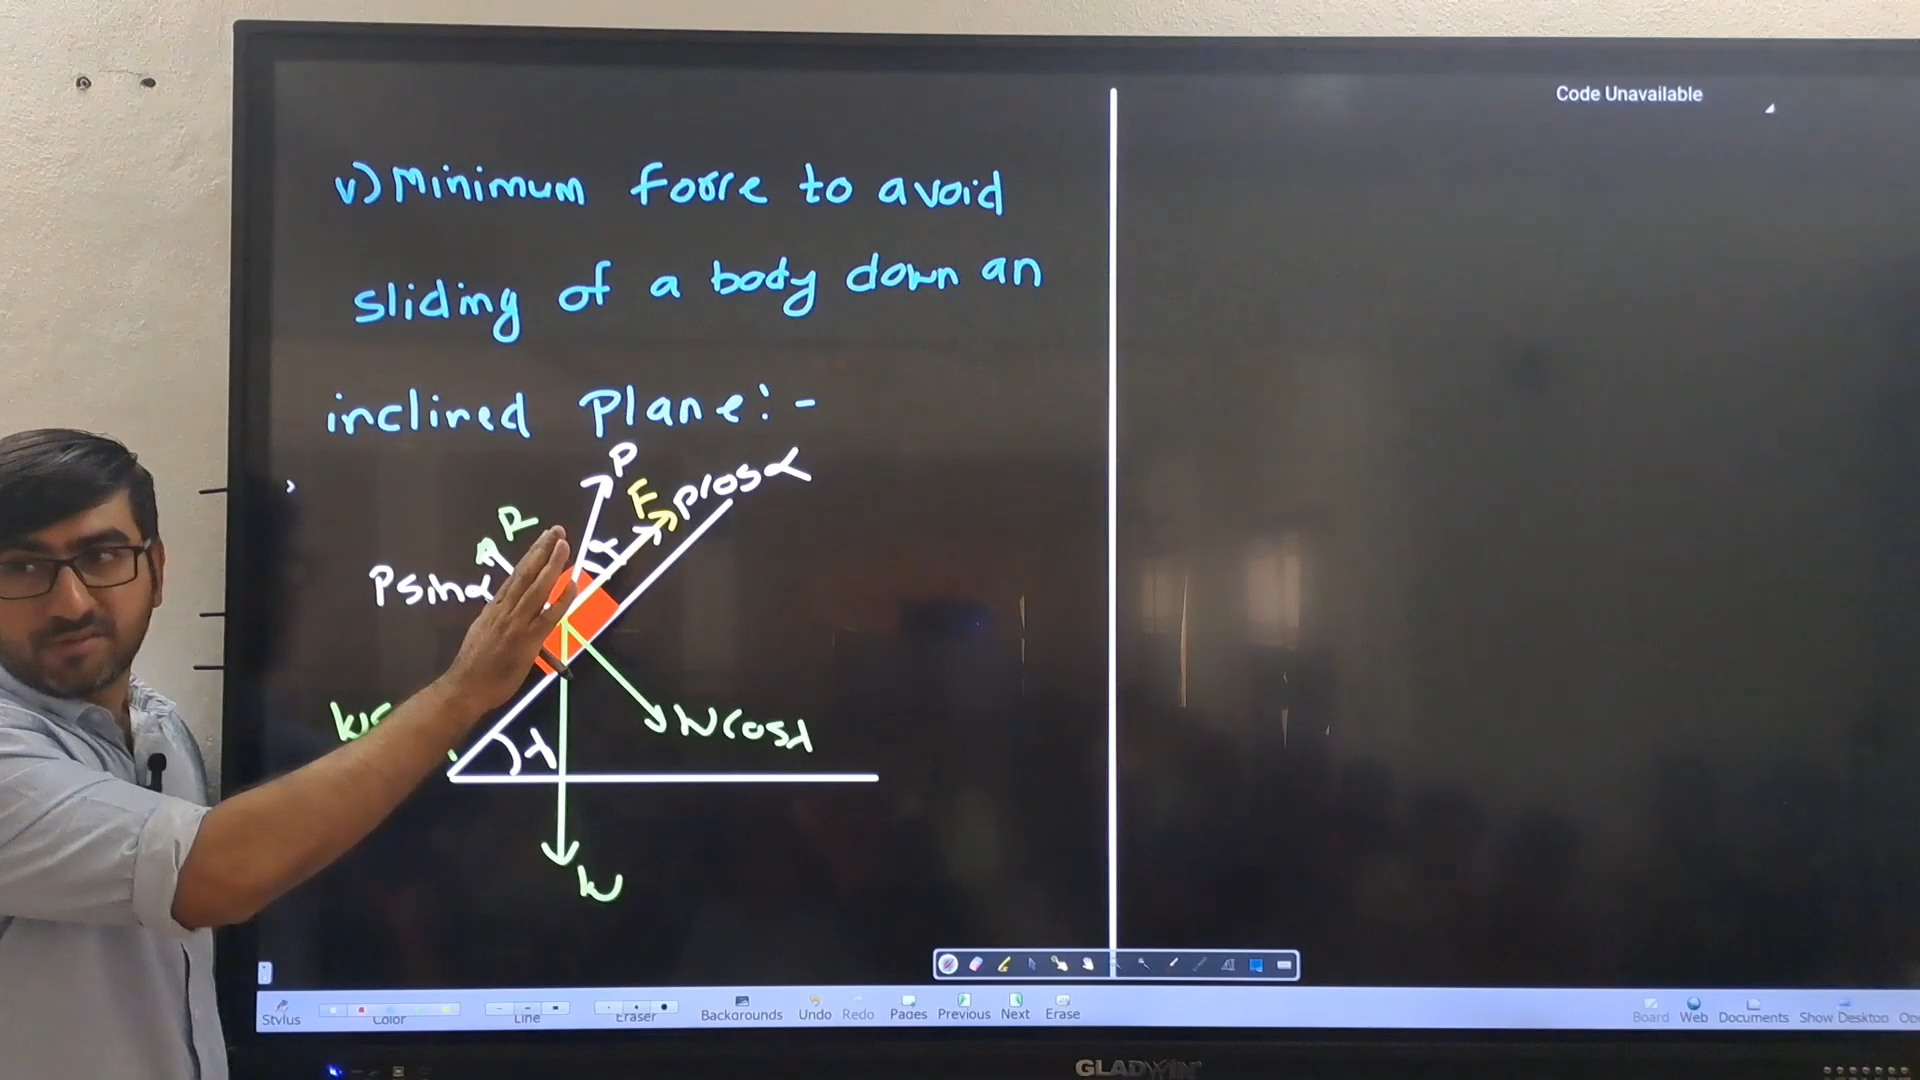 Code Unavailable
v) Minimum force to avoid
sliding of a body down an
inclined plane:-
P
F
Pcosα
R
α
Psinα
Wcosλ
λ
W
Stylus Color Line Eraser Backgrounds Undo Redo Pages Previous Next Erase Board Web Documents Show Desktop
GLADWIN